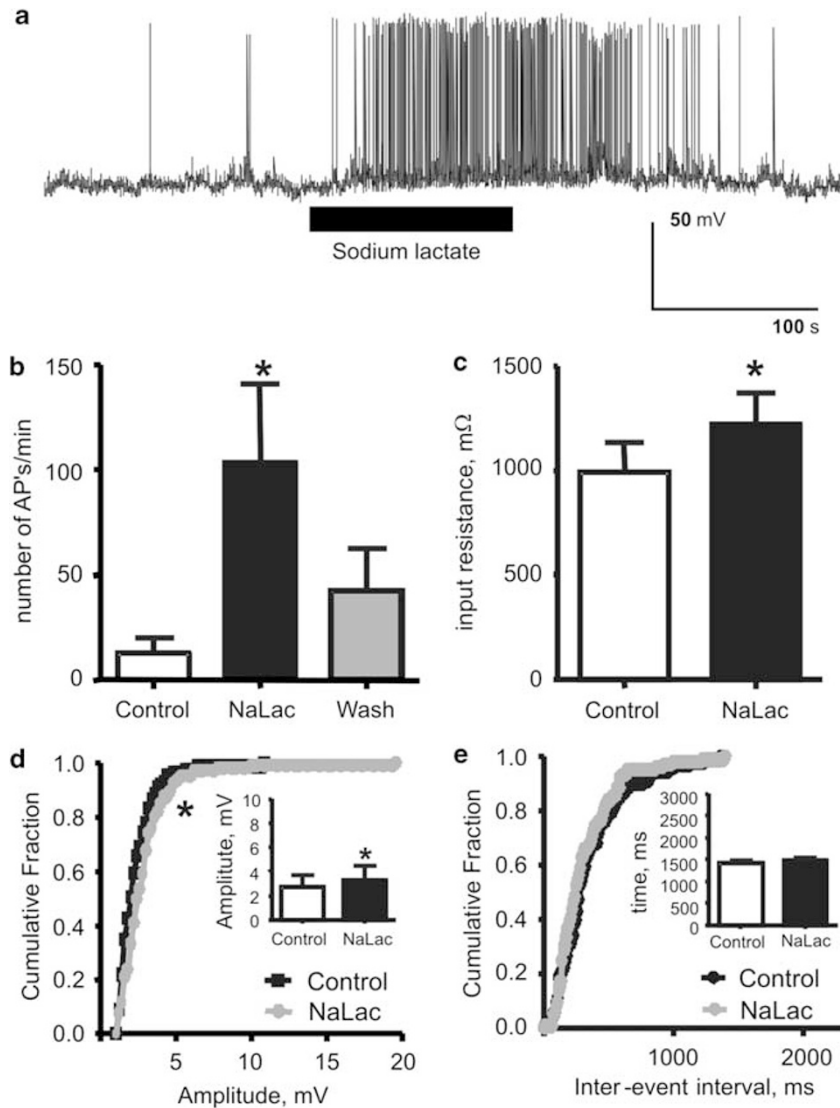 a
Sodium lactate
50 mV
100 s
b
number of AP's/min
150
100
50
0
Control NaLac Wash
*
c
input resistance, mΩ
1500
1000
500
0
Control NaLac
*
d
Cumulative Fraction
1.0
0.8
0.6
0.4
0.2
0.0
5 10 15 20
Amplitude, mV
*
Amplitute, mV
10
8
6
4
2
0
Control NaLac
*
Control
NaLac
e
Cumulative Fraction
1.0
0.8
0.6
0.4
0.2
0.0
1000 2000
Inter-event interval, ms
time, ms
3000
2500
2000
1500
1000
500
0
Control NaLac
Control
NaLac